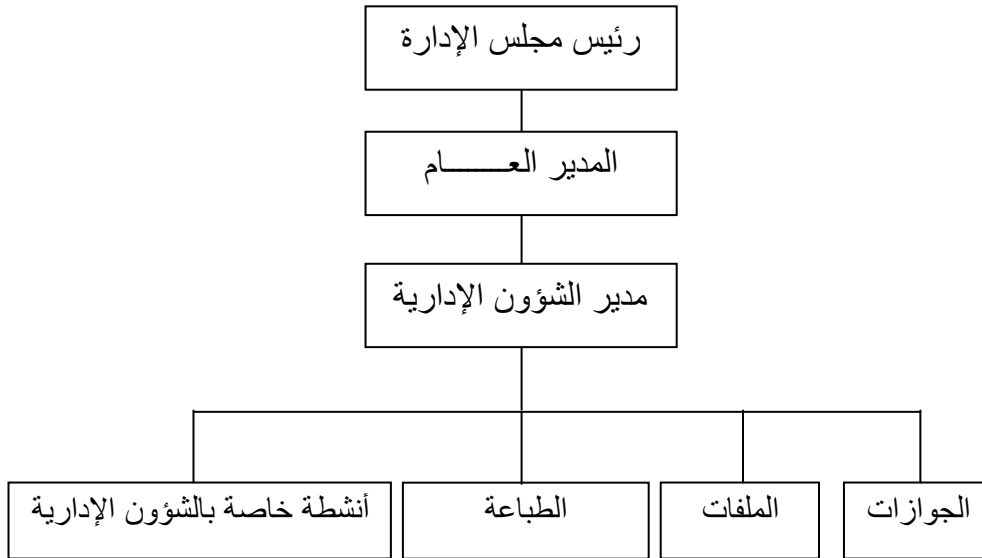 رئيس مجلس الإدارة
المدير العـــــــام
مدير الشؤون الإدارية
الجوازات
الملفات
الطباعة
أنشطة خاصة بالشؤون الإدارية